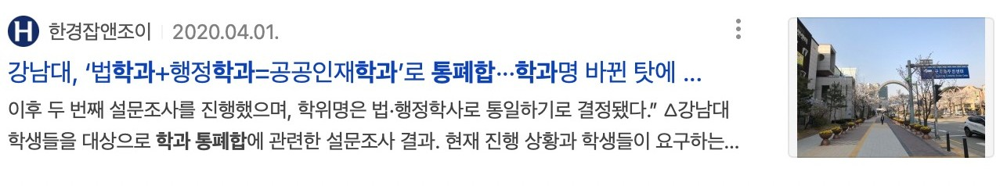 H 한경잡앤조이 2020.04.01.
강남대, ‘법학과+행정학과=공공인재학과’로 통폐합…학과명 바뀐 탓에 ...
이후 두 번째 설문조사를 진행했으며, 학위명은 법·행정학사로 통일하기로 결정됐다.” △강남대
학생들을 대상으로 학과 통폐합에 관련한 설문조사 결과. 현재 진행 상황과 학생들이 요구하는...